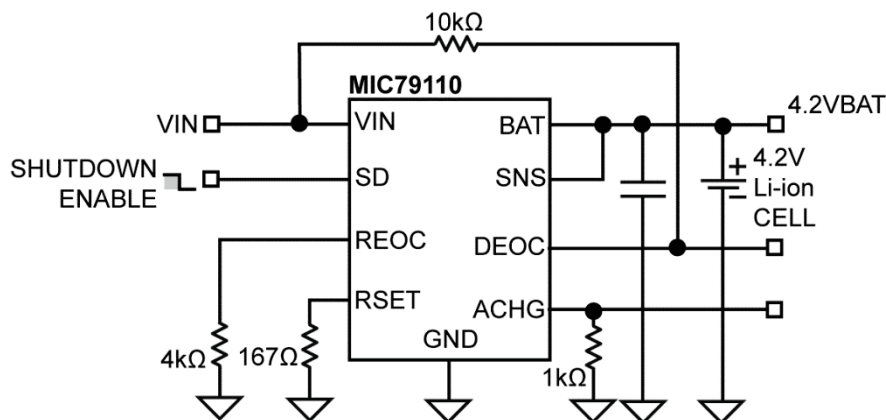 10kΩ
MIC79110
VIN
VIN
BAT
4.2VBAT
SHUTDOWN
ENABLE
SD
SNS
+
4.2V
Li-ion
CELL
REOC
DEOC
RSET
ACHG
GND
4kΩ
167Ω
1kΩ